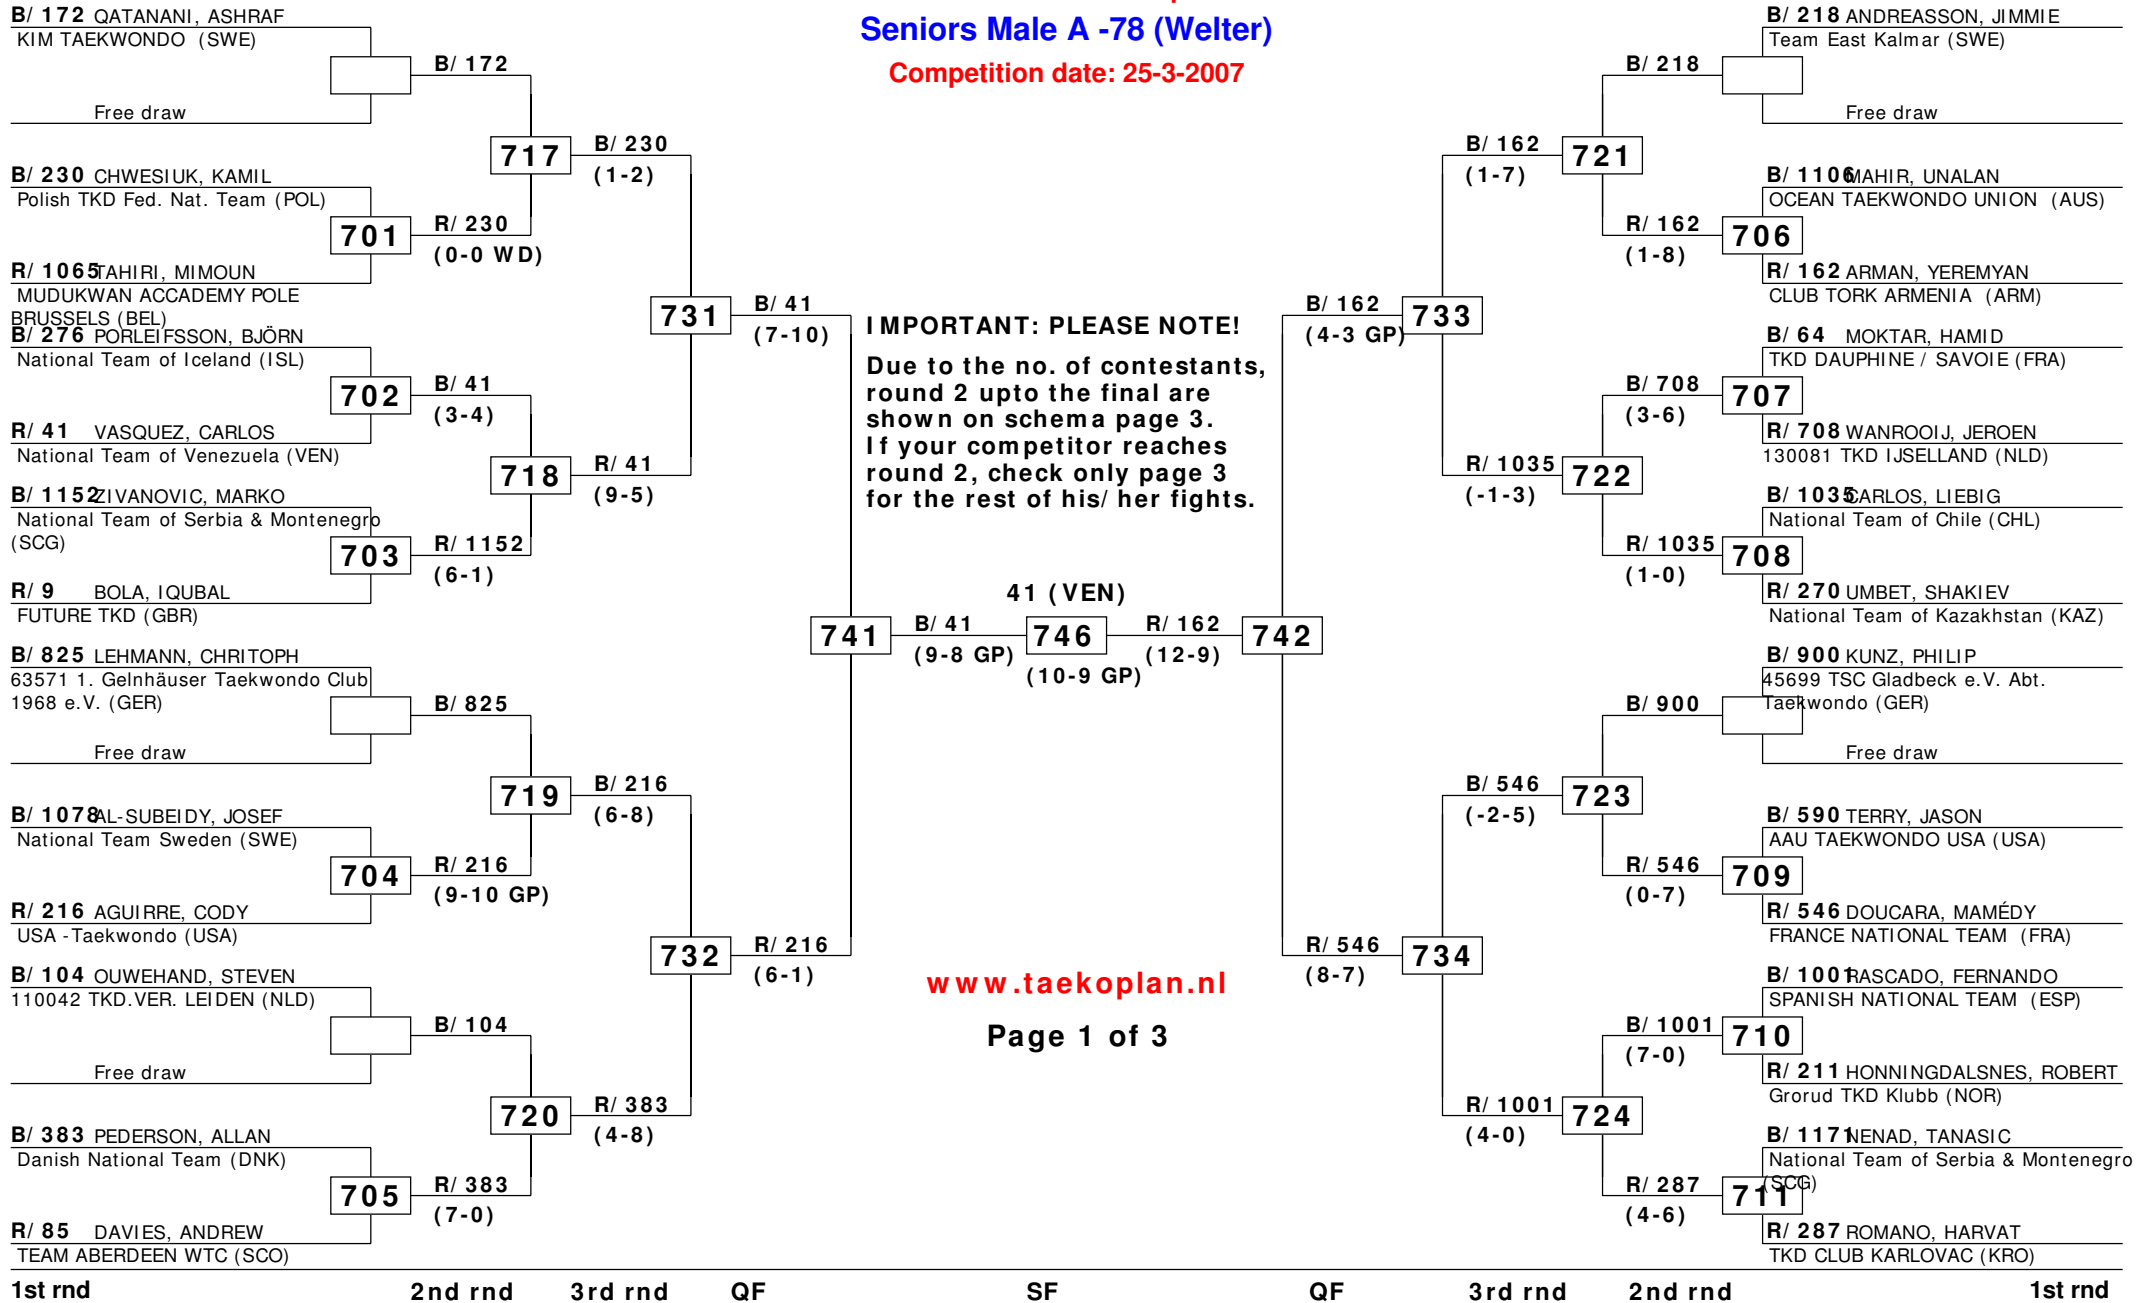 Seniors Male A -78 (Welter)
Competition date: 25-3-2007
B/ 172 QATANANI, ASHRAF
KIM TAEKWONDO (SWE)
Free draw
B/ 230 CHWESIUK, KAMIL
Polish TKD Fed. Nat. Team (POL)
701
R/ 1065 TAHIRI, MIMOUN
MUDUKWAN ACCADEMY POLE
BRUSSELS (BEL)
B/ 276 PORLEIFSSON, BJÖRN
National Team of Iceland (ISL)
702
R/ 41 VASQUEZ, CARLOS
National Team of Venezuela (VEN)
B/ 1152 ZIVANOVIC, MARKO
National Team of Serbia & Montenegro
(SCG)
703
R/ 9 BOLA, IQUBAL
FUTURE TKD (GBR)
B/ 825 LEHMANN, CHRITOPH
63571 1. Gelnhäuser Taekwondo Club
1968 e.V. (GER)
Free draw
B/ 1078 AL-SUBEIDY, JOSEF
National Team Sweden (SWE)
704
R/ 216 AGUIRRE, CODY
USA -Taekwondo (USA)
B/ 104 OUWEHAND, STEVEN
110042 TKD.VER. LEIDEN (NLD)
Free draw
B/ 383 PEDERSON, ALLAN
Danish National Team (DNK)
705
R/ 85 DAVIES, ANDREW
TEAM ABERDEEN WTC (SCO)
B/ 172
717
R/ 230
(0-0 WD)
B/ 41
(3-4)
718
R/ 1152
(6-1)
B/ 825
719
R/ 216
(9-10 GP)
B/ 104
720
R/ 383
(7-0)
B/ 230
(1-2)
731
R/ 41
(9-5)
B/ 216
(6-8)
732
R/ 383
(4-8)
B/ 41
(7-10)
741
R/ 216
(6-1)
IMPORTANT: PLEASE NOTE!
Due to the no. of contestants,
round 2 upto the final are
shown on schema page 3.
If your competitor reaches
round 2, check only page 3
for the rest of his/ her fights.
41 (VEN)
B/ 41
(9-8 GP)
746
(10-9 GP)
R/ 162
(12-9)
www.taekoplan.nl
Page 1 of 3
B/ 162
(4-3 GP)
742
R/ 546
(8-7)
B/ 162
(1-7)
733
R/ 1035
(-1-3)
B/ 546
(-2-5)
734
R/ 1001
(4-0)
B/ 218
721
R/ 162
(1-8)
B/ 708
(3-6)
722
R/ 1035
(1-0)
B/ 900
723
R/ 546
(0-7)
B/ 1001
(7-0)
724
R/ 287
(4-6)
B/ 218 ANDREASSON, JIMMIE
Team East Kalmar (SWE)
Free draw
B/ 1106 MAHIR, UNALAN
OCEAN TAEKWONDO UNION (AUS)
706
R/ 162 ARMAN, YEREMYAN
CLUB TORK ARMENIA (ARM)
B/ 64 MOKTAR, HAMID
TKD DAUPHINE / SAVOIE (FRA)
707
R/ 708 WANROOIJ, JEROEN
130081 TKD IJSELLAND (NLD)
B/ 1035 CARLOS, LIEBIG
National Team of Chile (CHL)
708
R/ 270 UMBET, SHAKIEV
National Team of Kazakhstan (KAZ)
B/ 900 KUNZ, PHILIP
45699 TSC Gladbeck e.V. Abt.
Taekwondo (GER)
Free draw
B/ 590 TERRY, JASON
AAU TAEKWONDO USA (USA)
709
R/ 546 DOUCARA, MAMÉDY
FRANCE NATIONAL TEAM (FRA)
B/ 1001 RASCADO, FERNANDO
SPANISH NATIONAL TEAM (ESP)
710
R/ 211 HONNINGDALSNES, ROBERT
Grorud TKD Klubb (NOR)
B/ 1171 NENAD, TANASIC
National Team of Serbia & Montenegro
(SCG)
711
R/ 287 ROMANO, HARVAT
TKD CLUB KARLOVAC (KRO)
1st rnd 2nd rnd 3rd rnd QF SF QF 3rd rnd 2nd rnd 1st rnd